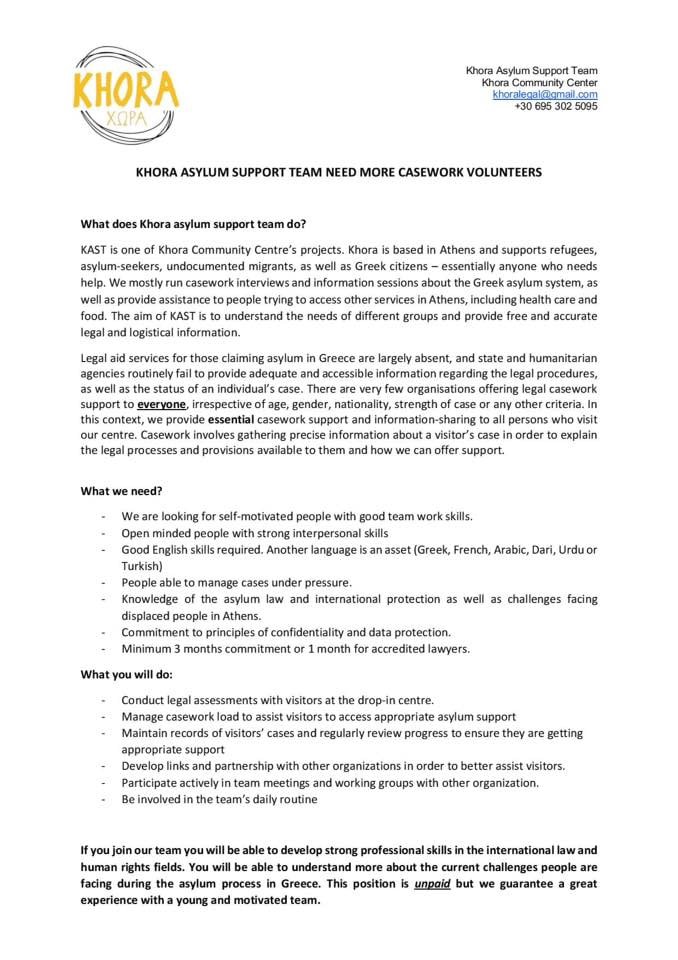 KHORA
ΧΩΡΑ
Khora Asylum Support Team
Khora Community Center
khoralegal@gmail.com
+30 695 302 5095
KHORA ASYLUM SUPPORT TEAM NEED MORE CASEWORK VOLUNTEERS
What does Khora asylum support team do?
KAST is one of Khora Community Centre's projects. Khora is based in Athens and supports refugees,
asylum-seekers, undocumented migrants, as well as Greek citizens – essentially anyone who needs
help. We mostly run casework interviews and information sessions about the Greek asylum system, as
well as provide assistance to people trying to access other services in Athens, including health care and
food. The aim of KAST is to understand the needs of different groups and provide free and accurate
legal and logistical information.
Legal aid services for those claiming asylum in Greece are largely absent, and state and humanitarian
agencies routinely fail to provide adequate and accessible information regarding the legal procedures,
as well as the status of an individual's case. There are very few organisations offering legal casework
support to everyone, irrespective of age, gender, nationality, strength of case or any other criteria. In
this context, we provide essential casework support and information-sharing to all persons who visit
our centre. Casework involves gathering precise information about a visitor's case in order to explain
the legal processes and provisions available to them and how we can offer support.
What we need?
- We are looking for self-motivated people with good team work skills.
- Open minded people with strong interpersonal skills
- Good English skills required. Another language is an asset (Greek, French, Arabic, Dari, Urdu or
Turkish)
- People able to manage cases under pressure.
- Knowledge of the asylum law and international protection as well as challenges facing
displaced people in Athens.
- Commitment to principles of confidentiality and data protection.
- Minimum 3 months commitment or 1 month for accredited lawyers.
What you will do:
- Conduct legal assessments with visitors at the drop-in centre.
- Manage casework load to assist visitors to access appropriate asylum support
- Maintain records of visitors' cases and regularly review progress to ensure they are getting
appropriate support
- Develop links and partnership with other organizations in order to better assist visitors.
- Participate actively in team meetings and working groups with other organization.
- Be involved in the team's daily routine
If you join our team you will be able to develop strong professional skills in the international law and
human rights fields. You will be able to understand more about the current challenges people are
facing during the asylum process in Greece. This position is unpaid but we guarantee a great
experience with a young and motivated team.